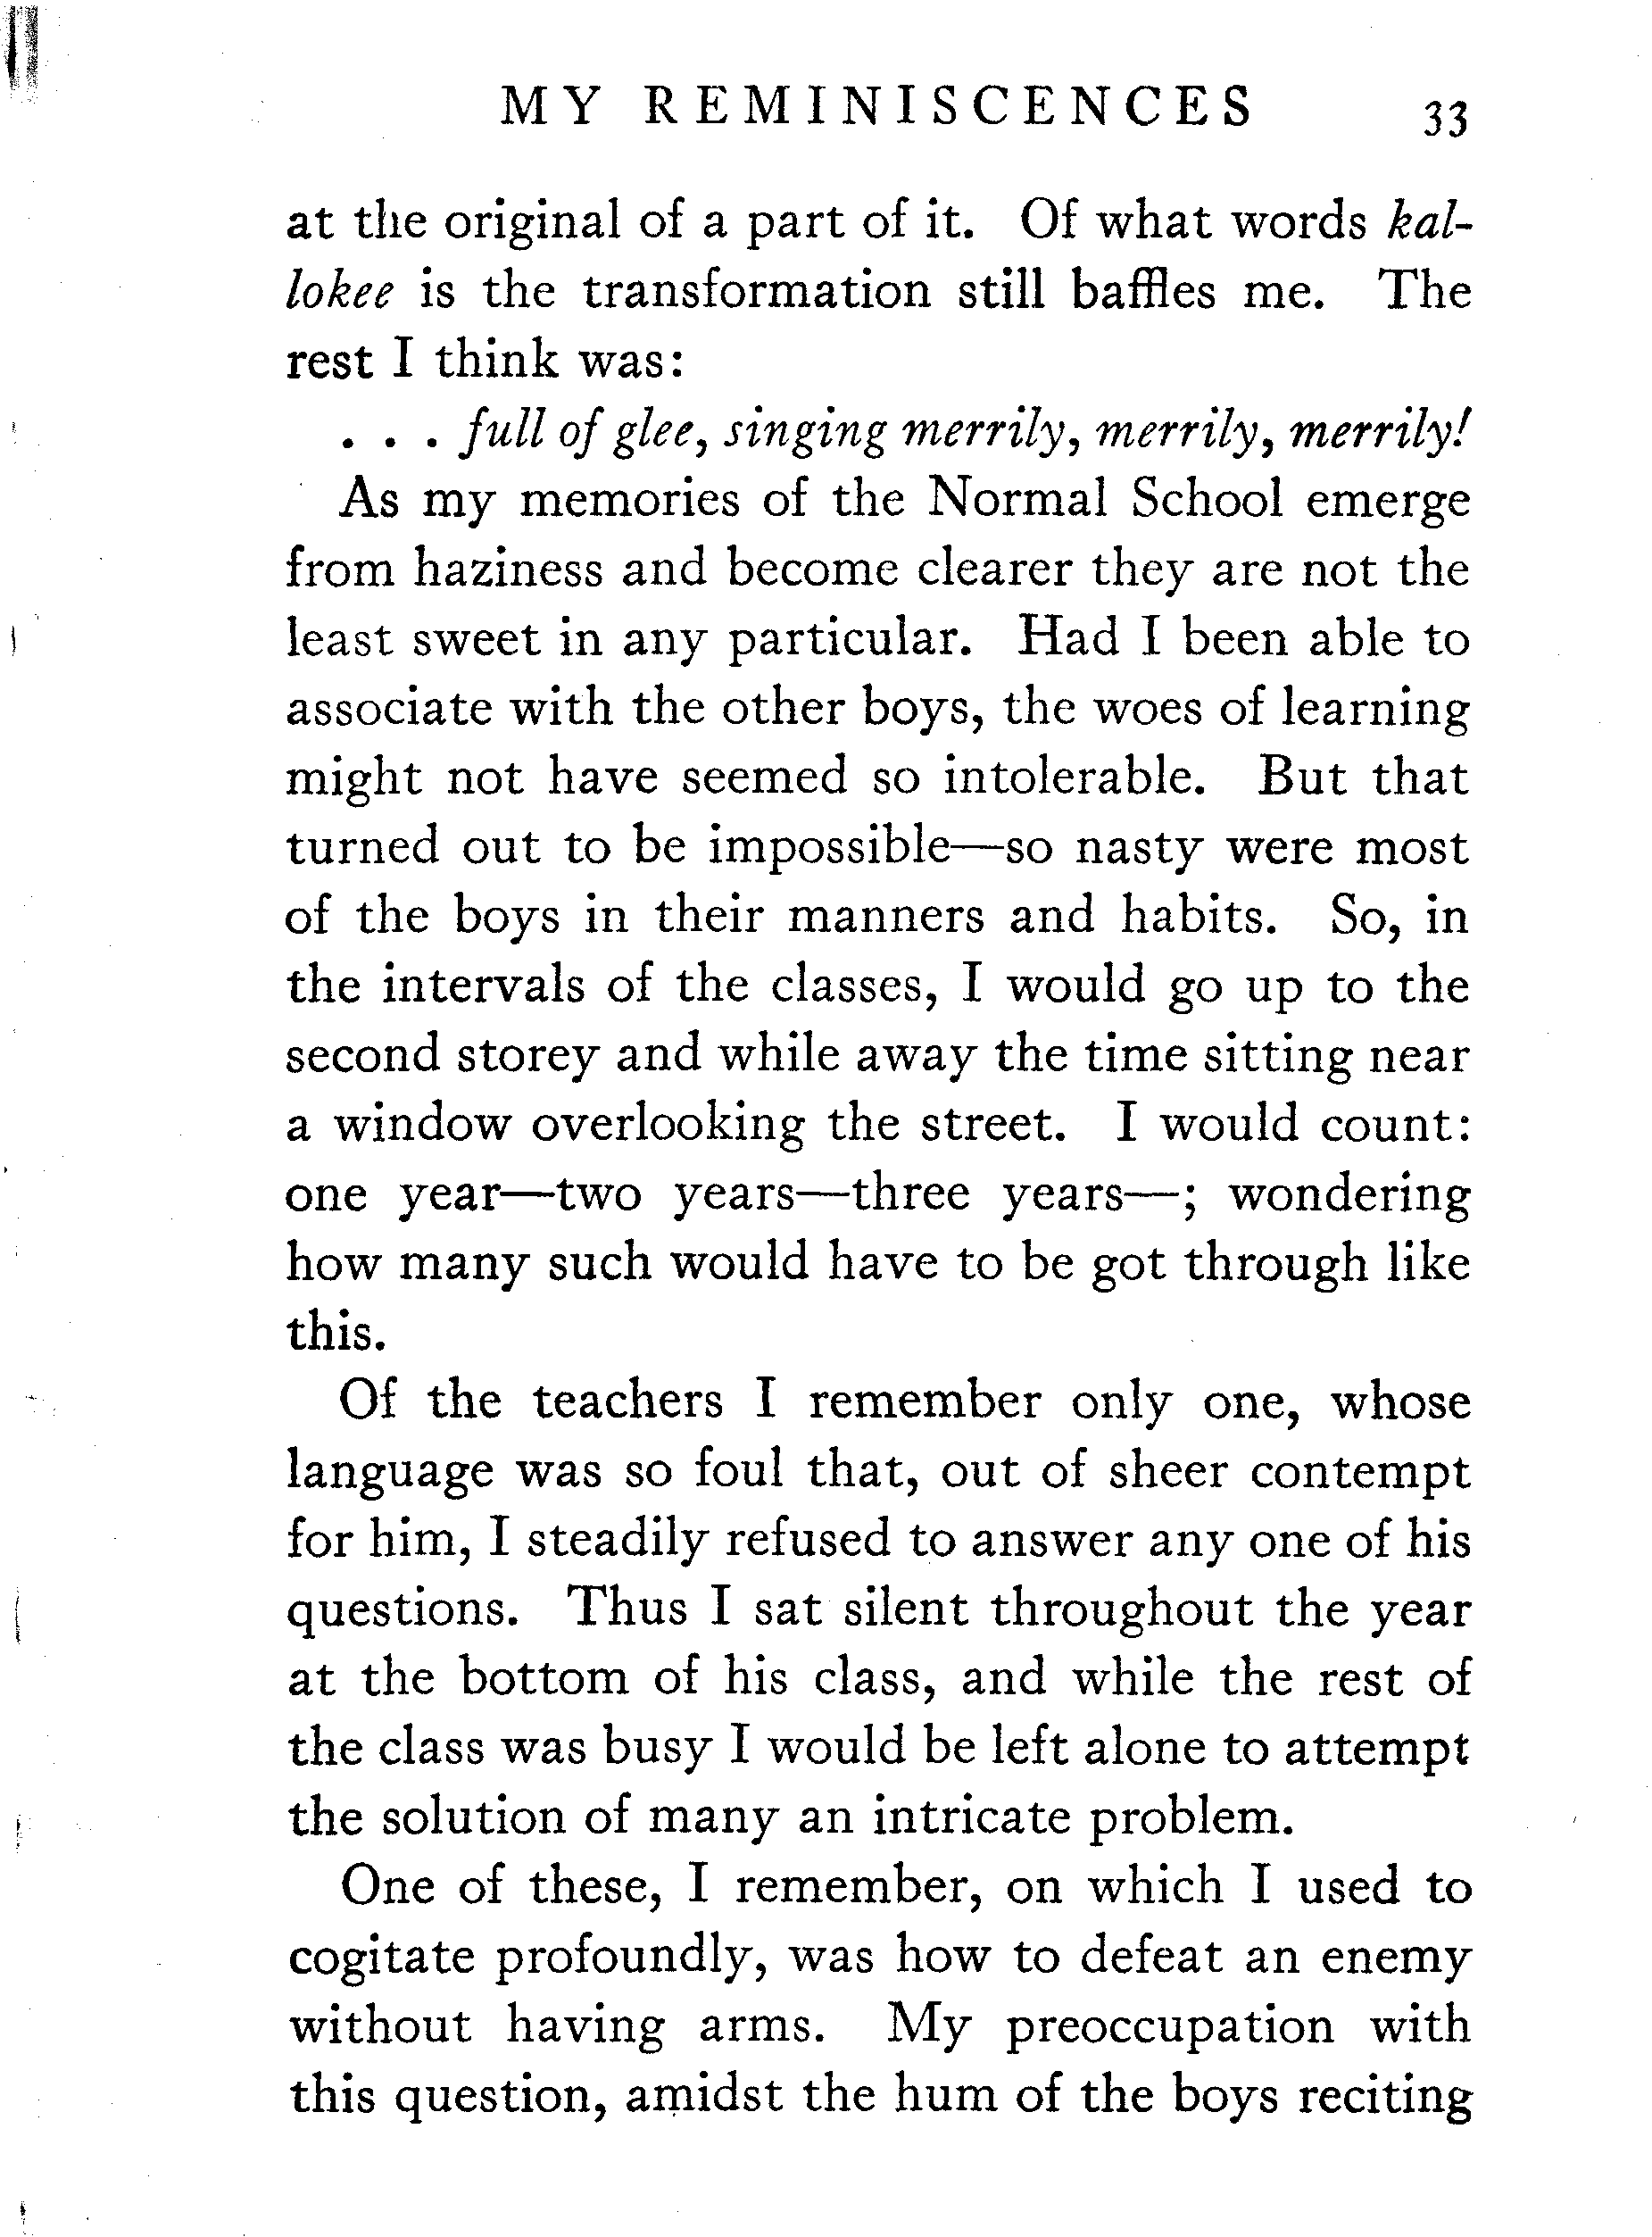 MY REMINISCENCES 33
at the original of a part of it. Of what words kal-
lokee is the transformation still baffles me. The
rest I think was:
. . . full of glee, singing merrily, merrily, merrily!
As my memories of the Normal School emerge
from haziness and become clearer they are not the
least sweet in any particular. Had I been able to
associate with the other boys, the woes of learning
might not have seemed so intolerable. But that
turned out to be impossible—so nasty were most
of the boys in their manners and habits. So, in
the intervals of the classes, I would go up to the
second storey and while away the time sitting near
a window overlooking the street. I would count:
one year—two years—three years—; wondering
how many such would have to be got through like
this.
Of the teachers I remember only one, whose
language was so foul that, out of sheer contempt
for him, I steadily refused to answer any one of his
questions. Thus I sat silent throughout the year
at the bottom of his class, and while the rest of
the class was busy I would be left alone to attempt
the solution of many an intricate problem.
One of these, I remember, on which I used to
cogitate profoundly, was how to defeat an enemy
without having arms. My preoccupation with
this question, amidst the hum of the boys reciting